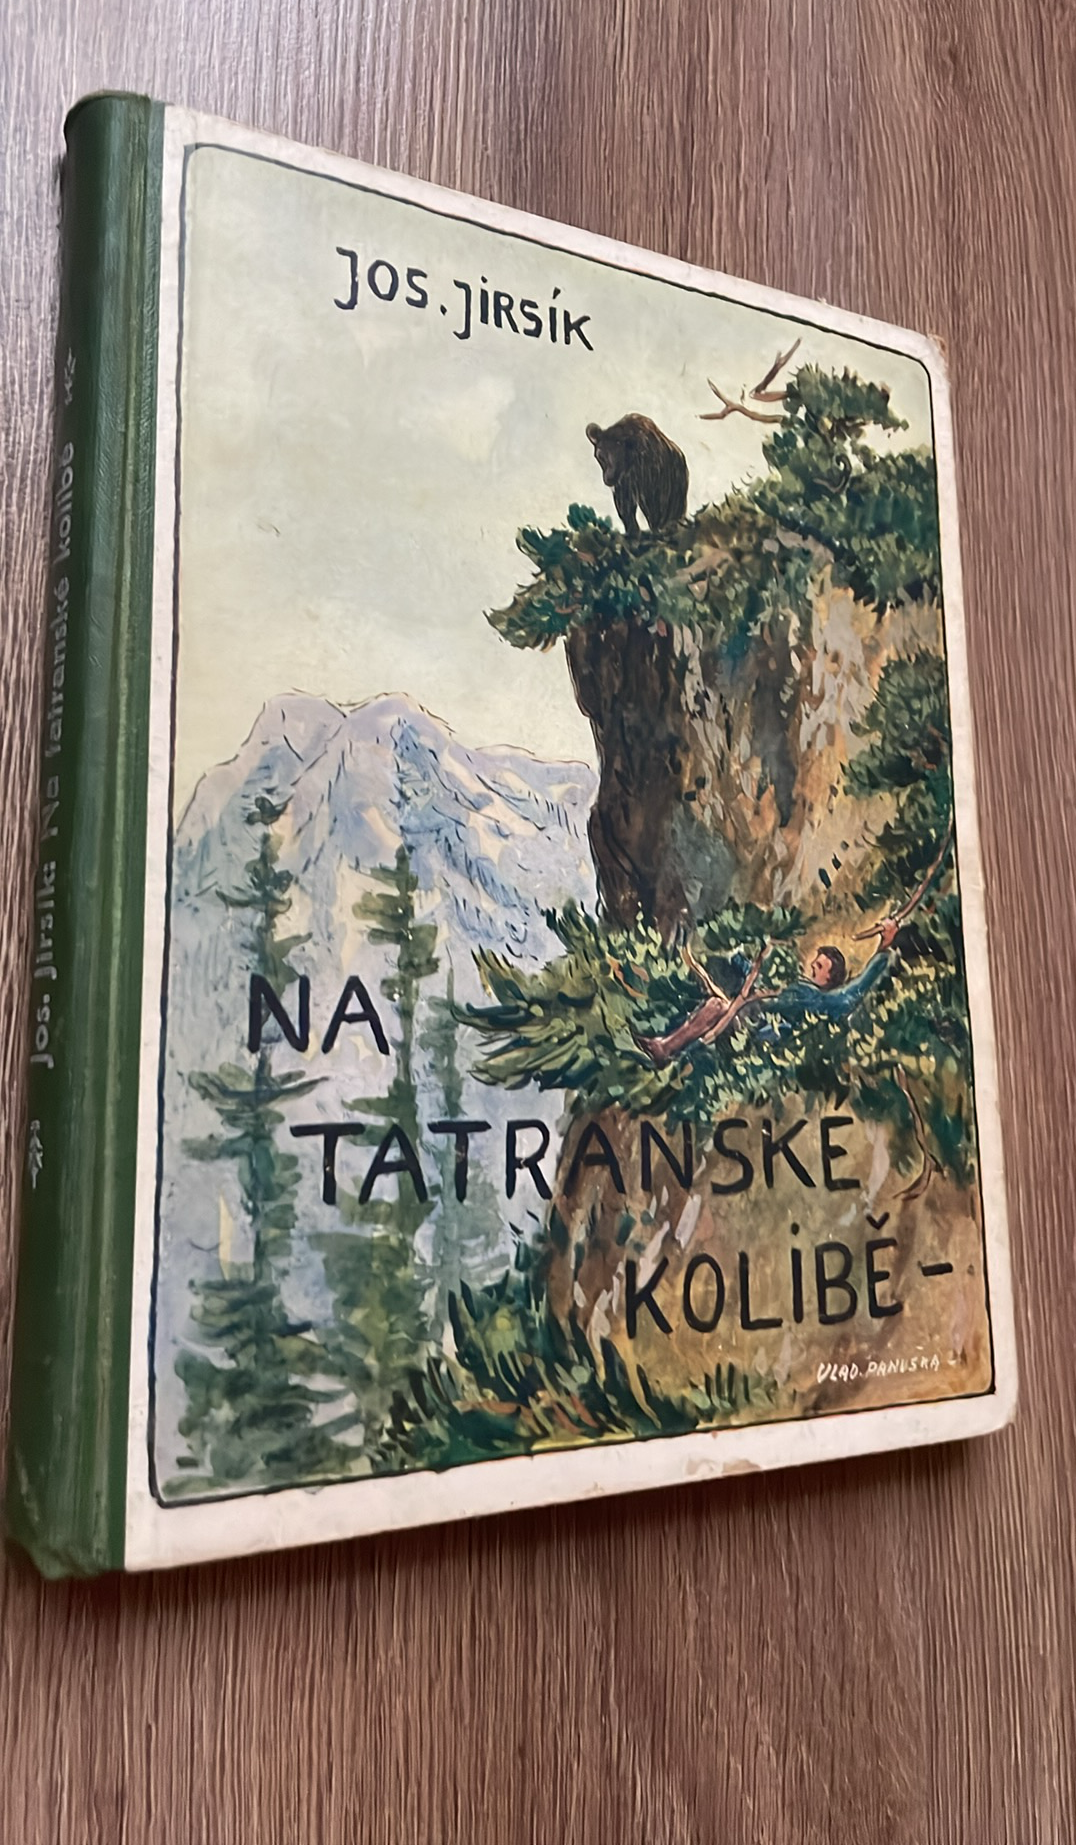 JOS. JIRSÍK
NA
TATRANSKÉ
KOLIBĚ-
VLAD. PANUŠKA
Jos. Jirsík: Na tatranské kolibě